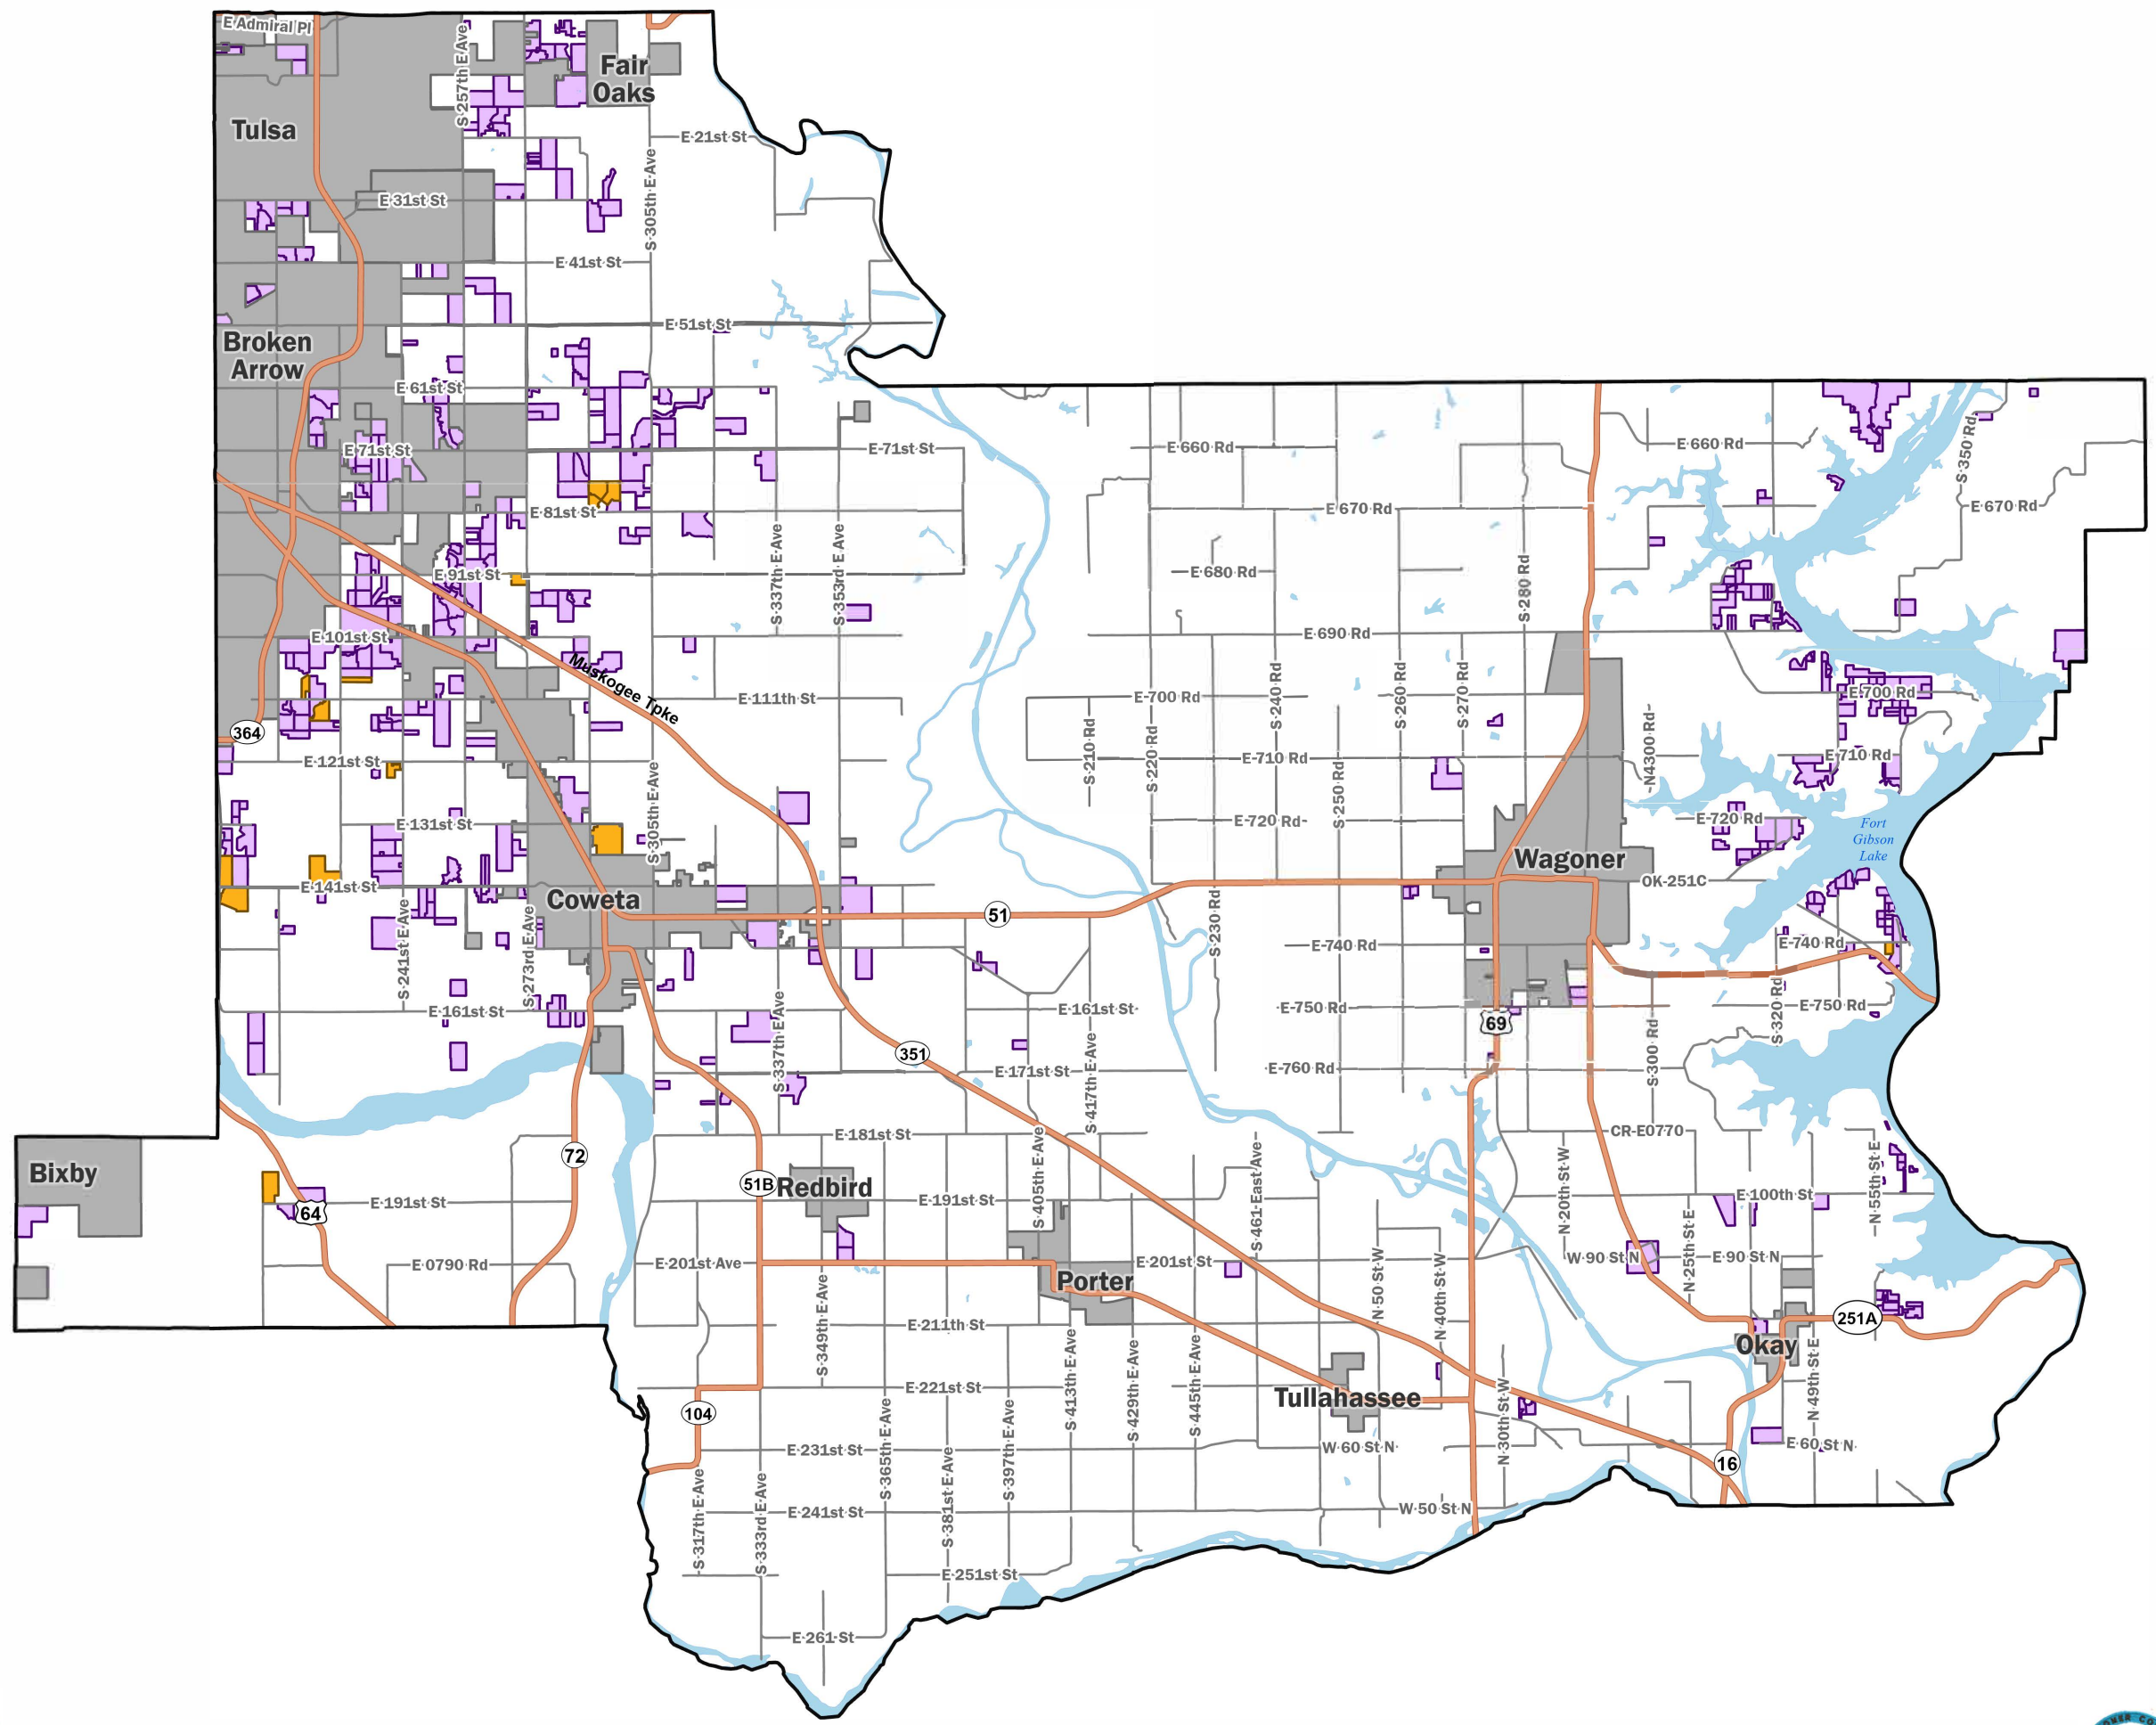 E Admiral Pl
S 257th E Ave
Fair
Oaks
Tulsa
E 21st St
E 31st St
S 305th E Ave
E 41st St
E 51st St
Broken
Arrow
E 61st St
E 71st St
E-71st St
E 660 Rd
E 660 Rd
S 350 Rd
E 81st St
E 670 Rd
E 670 Rd
S 337th E Ave
S 353rd E Ave
E 91st St
E 680 Rd
S 280 Rd
E 101st St
E 690 Rd
Muskogee Tpke
E 111th St
E 700 Rd
S 240 Rd
S 260 Rd
S 270 Rd
E 700 Rd
364
S 210 Rd
S 220 Rd
N4300 Rd
E 121st St
E 710 Rd
E 710 Rd
S 250 Rd
S 305th E Ave
E 131st St
E 720 Rd
E 720 Rd
Fort
Gibson
Lake
Wagoner
E 141st St
OK-251C
Coweta
51
S 241st E Ave
S 273rd E Ave
S 230 Rd
E 740 Rd
E 740 Rd
E 161st St
S 337th E Ave
E 161st St
E 750 Rd
E 750 Rd
S 320 Rd
69
351
E 171st St
S 417th E Ave
E 760 Rd
S 300 Rd
E 181st St
CR-E0770
72
Bixby
51B
Redbird
S 405th E Ave
S 461 East Ave
N 20th St W
N 55th St E
64
E 191st St
E 191st St
E 100th St
E 0790 Rd
E 201st Ave
E 201st St
W 90 St N
E 90 St N
N 25th St E
Porter
S 349th E Ave
N 50 St W
N 40th St W
E 211th St
251A
Okay
S 413th E Ave
S 429th E Ave
S 445th E Ave
E 221st St
Tullahassee
N 30th St W
N 49th St E
104
S 365th E Ave
E 231st St
S 381st E Ave
S 397th E Ave
W 60 St N
E 60 St N
16
S 317th E Ave
S 333rd E Ave
E 241st St
W 50 St N
E 251st St
E 261 St